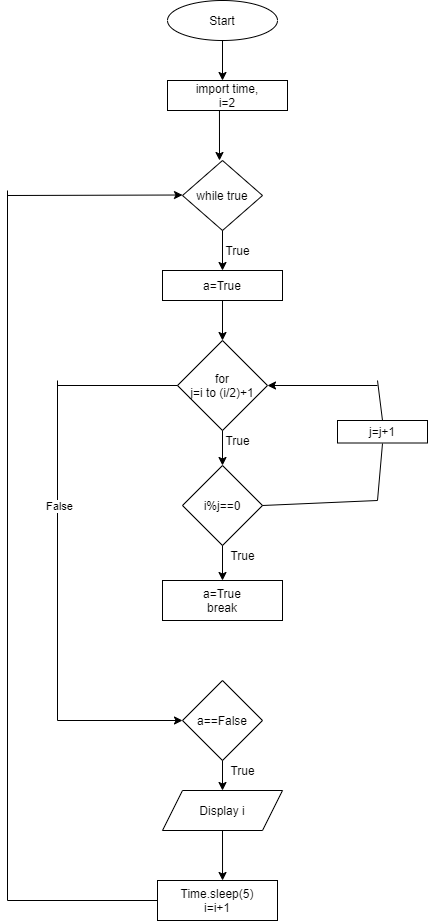 Start
import time,
i=2
while true
True
a=True
for
j=i to (i/2)+1
True
j=j+1
i%j==0
False
True
a=True
break
a==False
True
Display i
Time.sleep(5)
i=i+1